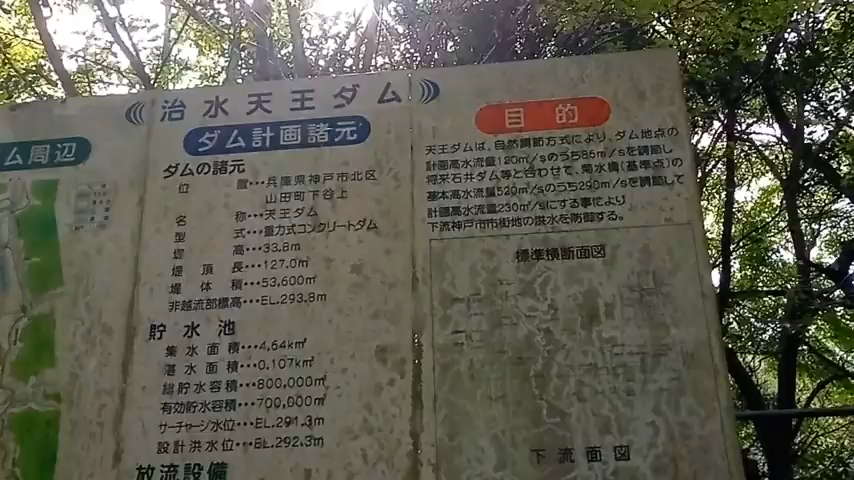 治水天王ダム
ム周辺
ダム計画諸元
ダムの諸元
位置・・・兵庫県神戸市北区
山田町下谷上
名称・・・天王ダム
型式・・・重力式コンクリートダム
堤高・・・33.8m
堤頂長・・・127.0m
堤体積・・・53,600㎥
非越流部標高・・・EL.293.8m
貯水池
集水面積・・・4.64k㎡
湛水面積・・・0.107k㎡
総貯水容積・・・800,000㎥
有効貯水容積・・・700,000㎥
サーチャージ水位・・・EL.291.3m
設計洪水位・・・EL.292.3m
放流設備
目的
天王ダムは、自然調節方式により、ダム地点の
計画高水流量120㎥/sのうち86㎥/sを調節し
将来石井ダム等と合わせて、菊水橋(基準点)の
基本高水流量520㎥/sのうち290㎥/sを調節して
計画高水流量230㎥/sにする事により
下流神戸市市街地の洪水を防御する。
標準横断面図
下流面図